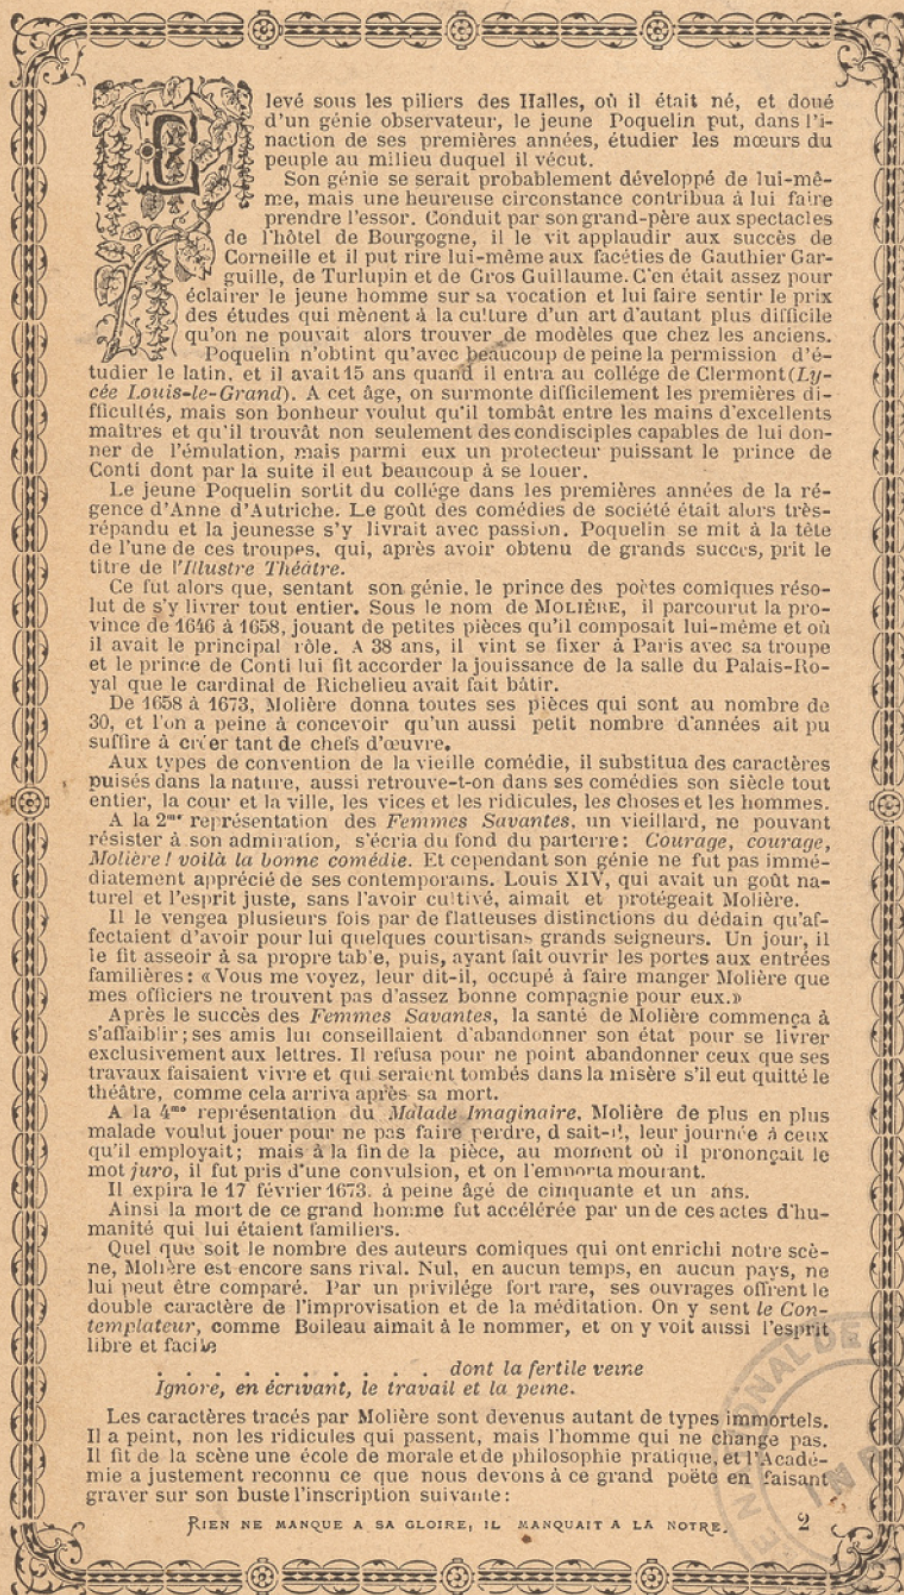 Elevé sous les piliers des Halles, où il était né, et doué
d'un génie observateur, le jeune Poquelin put, dans l'i-
naction de ses premières années, étudier les mœurs du
peuple au milieu duquel il vécut.
Son génie se serait probablement développé de lui-mê-
me, mais une heureuse circonstance contribua à lui faire
prendre l'essor. Conduit par son grand-père aux spectacles
de l'hôtel de Bourgogne, il le vit applaudir aux succès de
Corneille et il put rire lui-même aux facéties de Gauthier Gar-
guille, de Turlupin et de Gros Guillaume. C'en était assez pour
éclairer le jeune homme sur sa vocation et lui faire sentir le prix
des études qui mènent à la culture d'un art d'autant plus difficile
qu'on ne pouvait alors trouver de modèles que chez les anciens.
Poquelin n'obtint qu'avec beaucoup de peine la permission d'é-
tudier le latin, et il avait 15 ans quand il entra au collége de Clermont (Ly-
cée Louis-le-Grand). A cet âge, on surmonte difficilement les premières di-
fficultés, mais son bonheur voulut qu'il tombât entre les mains d'excellents
maîtres et qu'il trouvât non seulement des condisciples capables de lui don-
ner de l'émulation, mais parmi eux un protecteur puissant le prince de
Conti dont par la suite il eut beaucoup à se louer.
Le jeune Poquelin sortit du collége dans les premières années de la ré-
gence d'Anne d'Autriche. Le goût des comédies de société était alors très-
répandu et la jeunesse s'y livrait avec passion. Poquelin se mit à la tête
de l'une de ces troupes, qui, après avoir obtenu de grands succès, prit le
titre de l'Illustre Théâtre.
Ce fut alors que, sentant son génie, le prince des poètes comiques réso-
lut de s'y livrer tout entier. Sous le nom de MOLIÈRE, il parcourut la pro-
vince de 1646 à 1658, jouant de petites pièces qu'il composait lui-même et où
il avait le principal rôle. A 38 ans, il vint se fixer à Paris avec sa troupe
et le prince de Conti lui fit accorder la jouissance de la salle du Palais-Ro-
yal que le cardinal de Richelieu avait fait bâtir.
De 1658 à 1673, Molière donna toutes ses pièces qui sont au nombre de
30, et l'on a peine à concevoir qu'un aussi petit nombre d'années ait pu
suffire à créer tant de chefs d'œuvre.
Aux types de convention de la vieille comédie, il substitua des caractères
puisés dans la nature, aussi retrouve-t-on dans ses comédies son siècle tout
entier, la cour et la ville, les vices et les ridicules, les choses et les hommes.
A la 2me représentation des Femmes Savantes, un vieillard, ne pouvant
résister à son admiration, s'écria du fond du parterre: Courage, courage,
Molière! voilà la bonne comédie. Et cependant son génie ne fut pas immé-
diatement apprécié de ses contemporains. Louis XIV, qui avait un goût na-
turel et l'esprit juste, sans l'avoir cultivé, aimait et protégeait Molière.
Il le vengea plusieurs fois par de flatteuses distinctions du dédain qu'af-
fectaient d'avoir pour lui quelques courtisans grands seigneurs. Un jour, il
le fit asseoir à sa propre table, puis, ayant fait ouvrir les portes aux entrées
familières: « Vous me voyez, leur dit-il, occupé à faire manger Molière que
mes officiers ne trouvent pas d'assez bonne compagnie pour eux.»
Après le succès des Femmes Savantes, la santé de Molière commença à
s'affaiblir; ses amis lui conseillaient d'abandonner son état pour se livrer
exclusivement aux lettres. Il refusa pour ne point abandonner ceux que ses
travaux faisaient vivre et qui seraient tombés dans la misère s'il eut quitté le
théâtre, comme cela arriva après sa mort.
A la 4me représentation du Malade Imaginaire, Molière de plus en plus
malade voulut jouer pour ne pas faire perdre, disait-il, leur journée à ceux
qu'il employait; mais à la fin de la pièce, au moment où il prononçait le
mot juro, il fut pris d'une convulsion, et on l'emporta mourant.
Il expira le 17 février 1673. à peine âgé de cinquante et un ans.
Ainsi la mort de ce grand homme fut accélérée par un de ces actes d'hu-
manité qui lui étaient familiers.
Quel que soit le nombre des auteurs comiques qui ont enrichi notre scè-
ne, Molière est encore sans rival. Nul, en aucun temps, en aucun pays, ne
lui peut être comparé. Par un privilége fort rare, ses ouvrages offrent le
double caractère de l'improvisation et de la méditation. On y sent le Con-
templateur, comme Boileau aimait à le nommer, et on y voit aussi l'esprit
libre et facile
. . . . . . . . . . dont la fertile veine
Ignore, en écrivant, le travail et la peine.
Les caractères tracés par Molière sont devenus autant de types immortels.
Il a peint, non les ridicules qui passent, mais l'homme qui ne change pas.
Il fit de la scène une école de morale et de philosophie pratique, et l'Acadé-
mie a justement reconnu ce que nous devons à ce grand poëte en faisant
graver sur son buste l'inscription suivante:
RIEN NE MANQUE A SA GLOIRE, IL MANQUAIT A LA NOTRE.
2